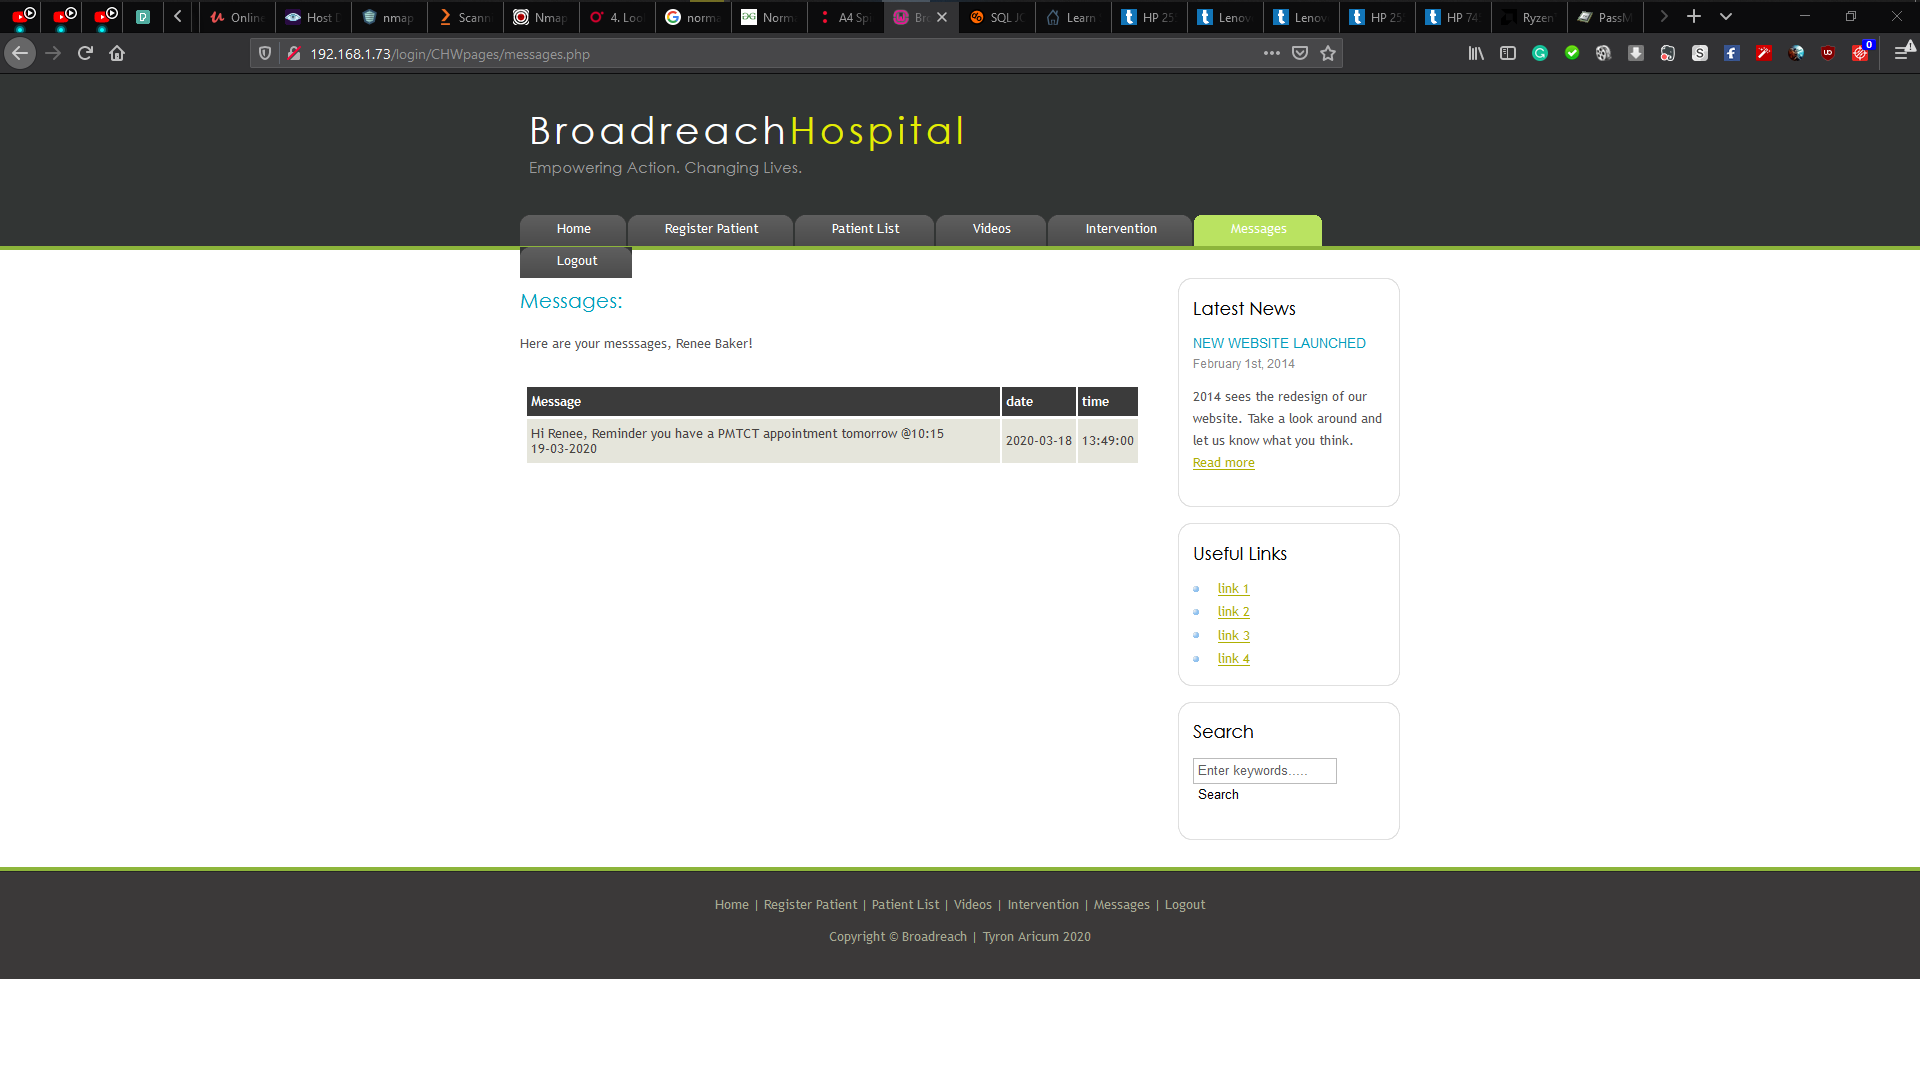 Online
Host D
nmap
Scann
Nmap
4. Loo
norma
Norma
A4 Spi
Bro
SQL JO
Learn
HP 25
Lenov
Lenov
HP 25
HP 74
Ryzen
PassM
192.168.1.73/login/CHWpages/messages.php
0
BroadreachHospital
Empowering Action. Changing Lives.
Home
Register Patient
Patient List
Videos
Intervention
Messages
Logout
Messages:
Here are your messsages, Renee Baker!
Message date time
Hi Renee, Reminder you have a PMTCT appointment tomorrow @10:15
19-03-2020
2020-03-18 13:49:00
Latest News
NEW WEBSITE LAUNCHED
February 1st, 2014
2014 sees the redesign of our
website. Take a look around and
let us know what you think.
Read more
Useful Links
link 1
link 2
link 3
link 4
Search
Enter keywords.....
Search
Home | Register Patient | Patient List | Videos | Intervention | Messages | Logout
Copyright © Broadreach | Tyron Aricum 2020